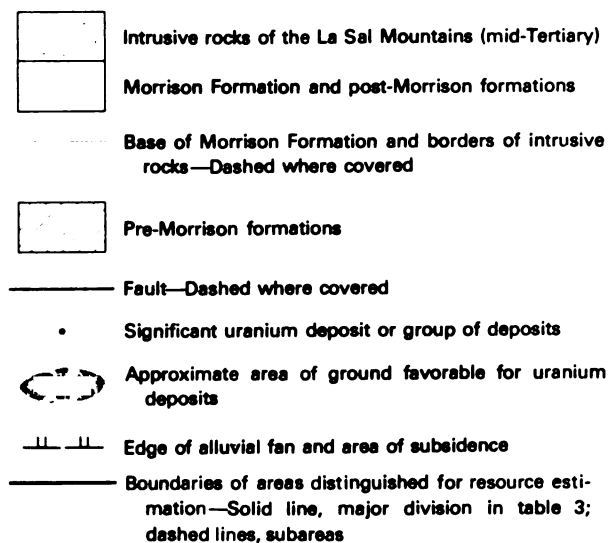 Intrusive rocks of the La Sal Mountains (mid-Tertiary)
Morrison Formation and post-Morrison formations
Base of Morrison Formation and borders of intrusive
rocks—Dashed where covered
Pre-Morrison formations
Fault—Dashed where covered
Significant uranium deposit or group of deposits
Approximate area of ground favorable for uranium
deposits
Edge of alluvial fan and area of subsidence
Boundaries of areas distinguished for resource esti-
mation—Solid line, major division in table 3;
dashed lines, subareas